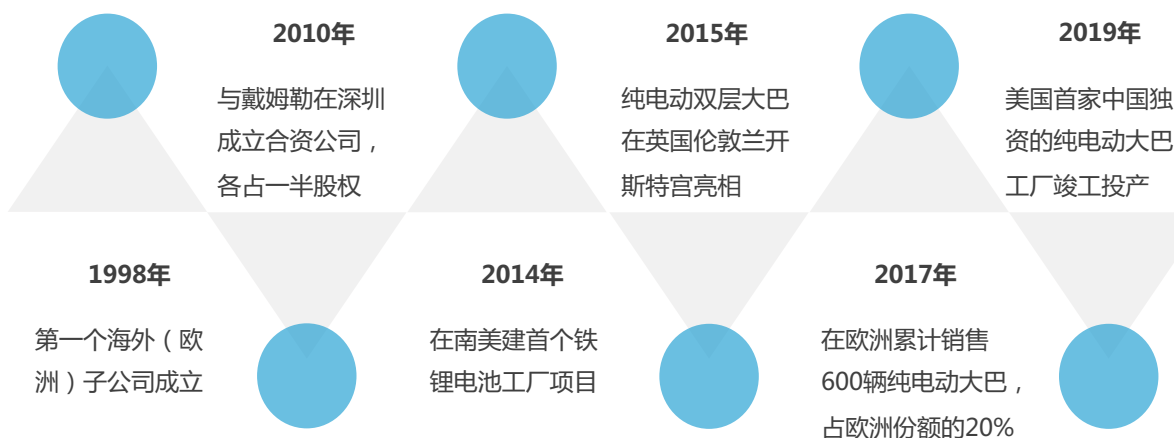 2010年
与戴姆勒在深圳
成立合资公司，
各占一半股权
2015年
纯电动双层大巴
在英国伦敦兰开
斯特宫亮相
2019年
美国首家中国独
资的纯电动大巴
工厂竣工投产
1998年
第一个海外（欧
洲）子公司成立
2014年
在南美建首个铁
锂电池工厂项目
2017年
在欧洲累计销售
600辆纯电动大巴，
占欧洲份额的20%